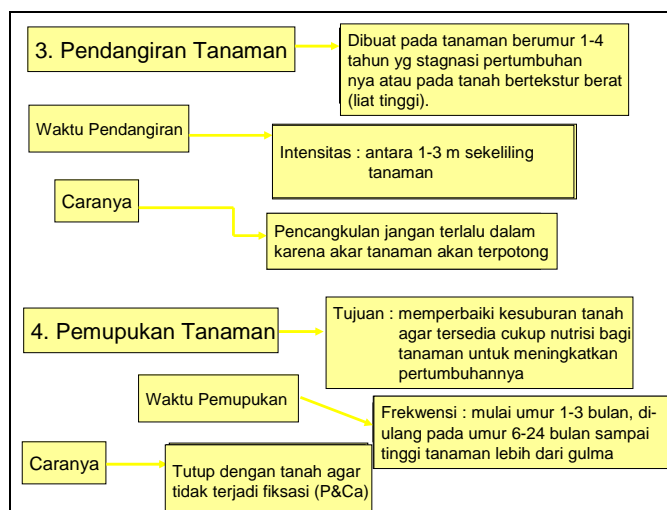 3. Pendangiran Tanaman
Dibuat pada tanaman berumur 1-4
tahun yg stagnasi pertumbuhan
nya atau pada tanah bertekstur berat
(liat tinggi).
Waktu Pendangiran
Intensitas : antara 1-3 m sekeliling
tanaman
Caranya
Pencangkulan jangan terlalu dalam
karena akar tanaman akan terpotong
4. Pemupukan Tanaman
Tujuan : memperbaiki kesuburan tanah
agar tersedia cukup nutrisi bagi
tanaman untuk meningkatkan
pertumbuhannya
Waktu Pemupukan
Frekwensi : mulai umur 1-3 bulan, di-
ulang pada umur 6-24 bulan sampai
tinggi tanaman lebih dari gulma
Caranya
Tutup dengan tanah agar
tidak terjadi fiksasi (P&Ca)